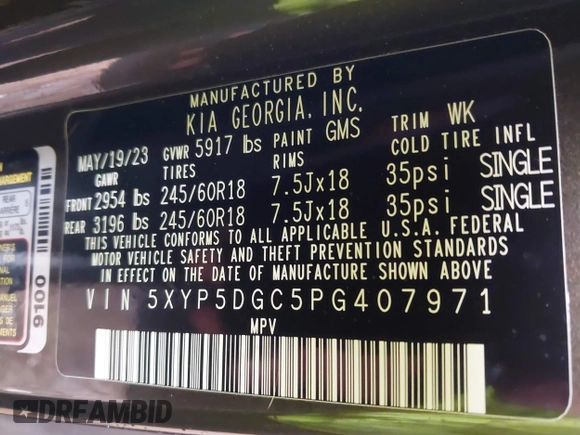 MANUFACTURED BY
KIA GEORGIA, INC.
MAY/19/23 GVWR 5917 lbs PAINT GMS TRIM WK
GAWR TIRES RIMS COLD TIRE INFL
FRONT 2954 lbs 245/60R18 7.5Jx18 35psi SINGLE
REAR 3196 lbs 245/60R18 7.5Jx18 35psi SINGLE
THIS VEHICLE CONFORMS TO ALL APPLICABLE U.S.A. FEDERAL
MOTOR VEHICLE SAFETY AND THEFT PREVENTION STANDARDS
IN EFFECT ON THE DATE OF MANUFACTURE SHOWN ABOVE
VIN 5XYP5DGC5PG407971
MPV
REAR
9100
DREAMBID